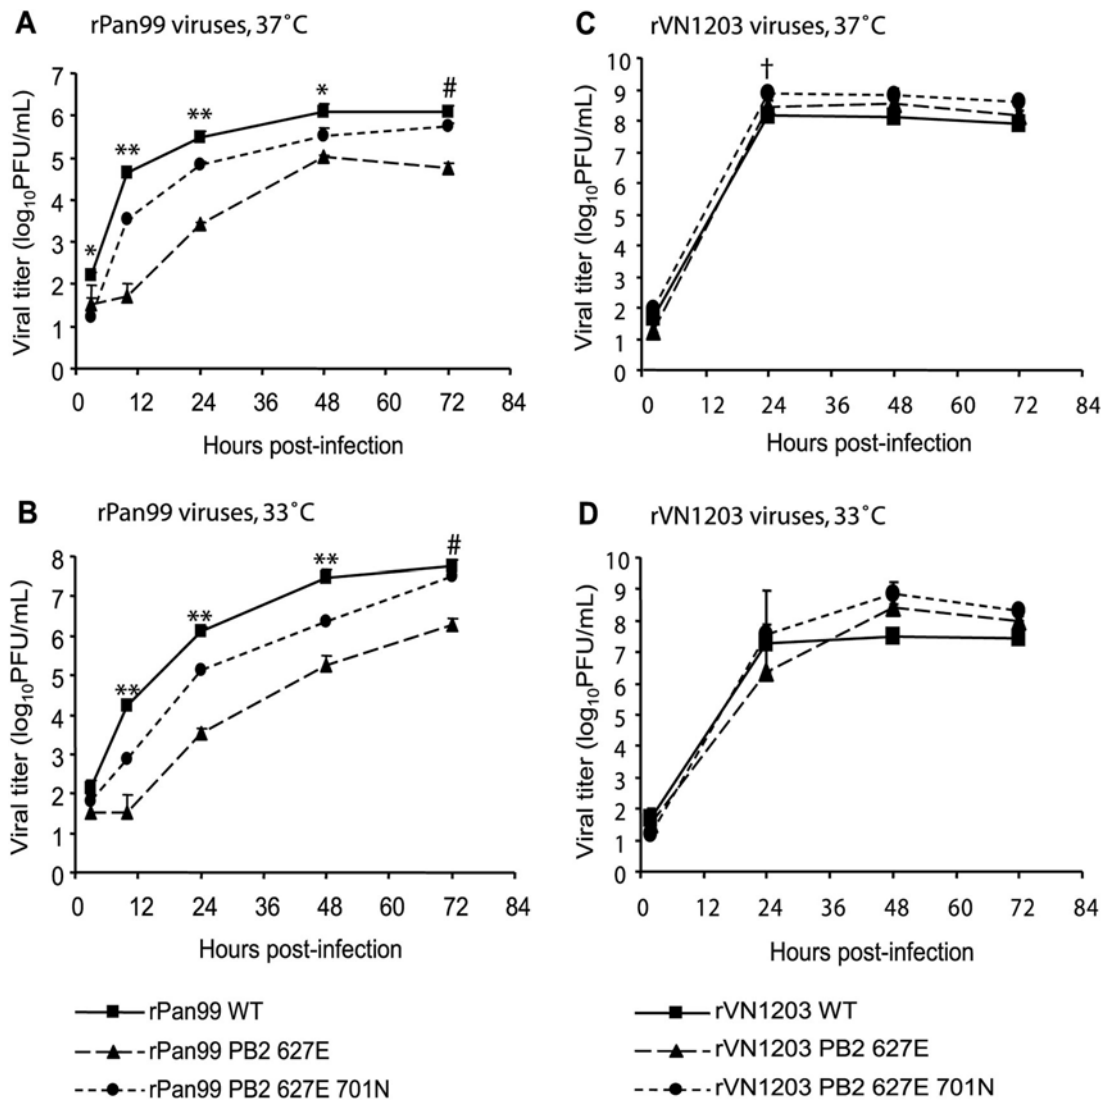 A rPan99 viruses, 37˚C
Viral titer (log10PFU/mL)
7
6
5
4
3
2
1
0
* ** ** * #
0 12 24 36 48 60 72 84
Hours post-infection
C rVN1203 viruses, 37˚C
Viral titer (log10PFU/mL)
10
9
8
7
6
5
4
3
2
1
0
†
0 12 24 36 48 60 72 84
Hours post-infection
B rPan99 viruses, 33˚C
Viral titer (log10PFU/mL)
8
7
6
5
4
3
2
1
0
** ** ** #
0 12 24 36 48 60 72 84
Hours post-infection
D rVN1203 viruses, 33˚C
Viral titer (log10PFU/mL)
10
9
8
7
6
5
4
3
2
1
0
0 12 24 36 48 60 72 84
Hours post-infection
rPan99 WT
rPan99 PB2 627E
rPan99 PB2 627E 701N
rVN1203 WT
rVN1203 PB2 627E
rVN1203 PB2 627E 701N